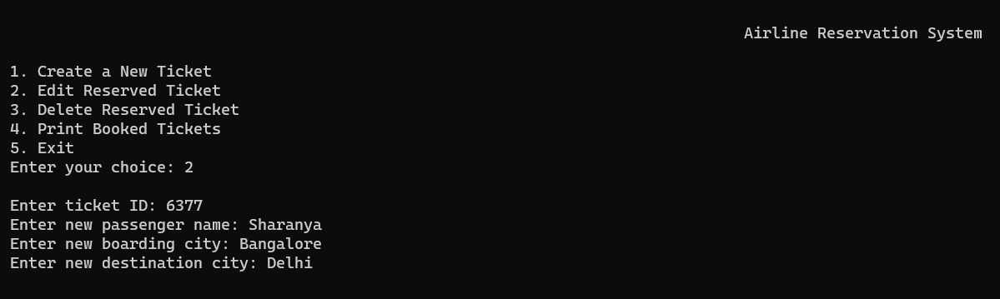 Airline Reservation System
1. Create a New Ticket
2. Edit Reserved Ticket
3. Delete Reserved Ticket
4. Print Booked Tickets
5. Exit
Enter your choice: 2
Enter ticket ID: 6377
Enter new passenger name: Sharanya
Enter new boarding city: Bangalore
Enter new destination city: Delhi